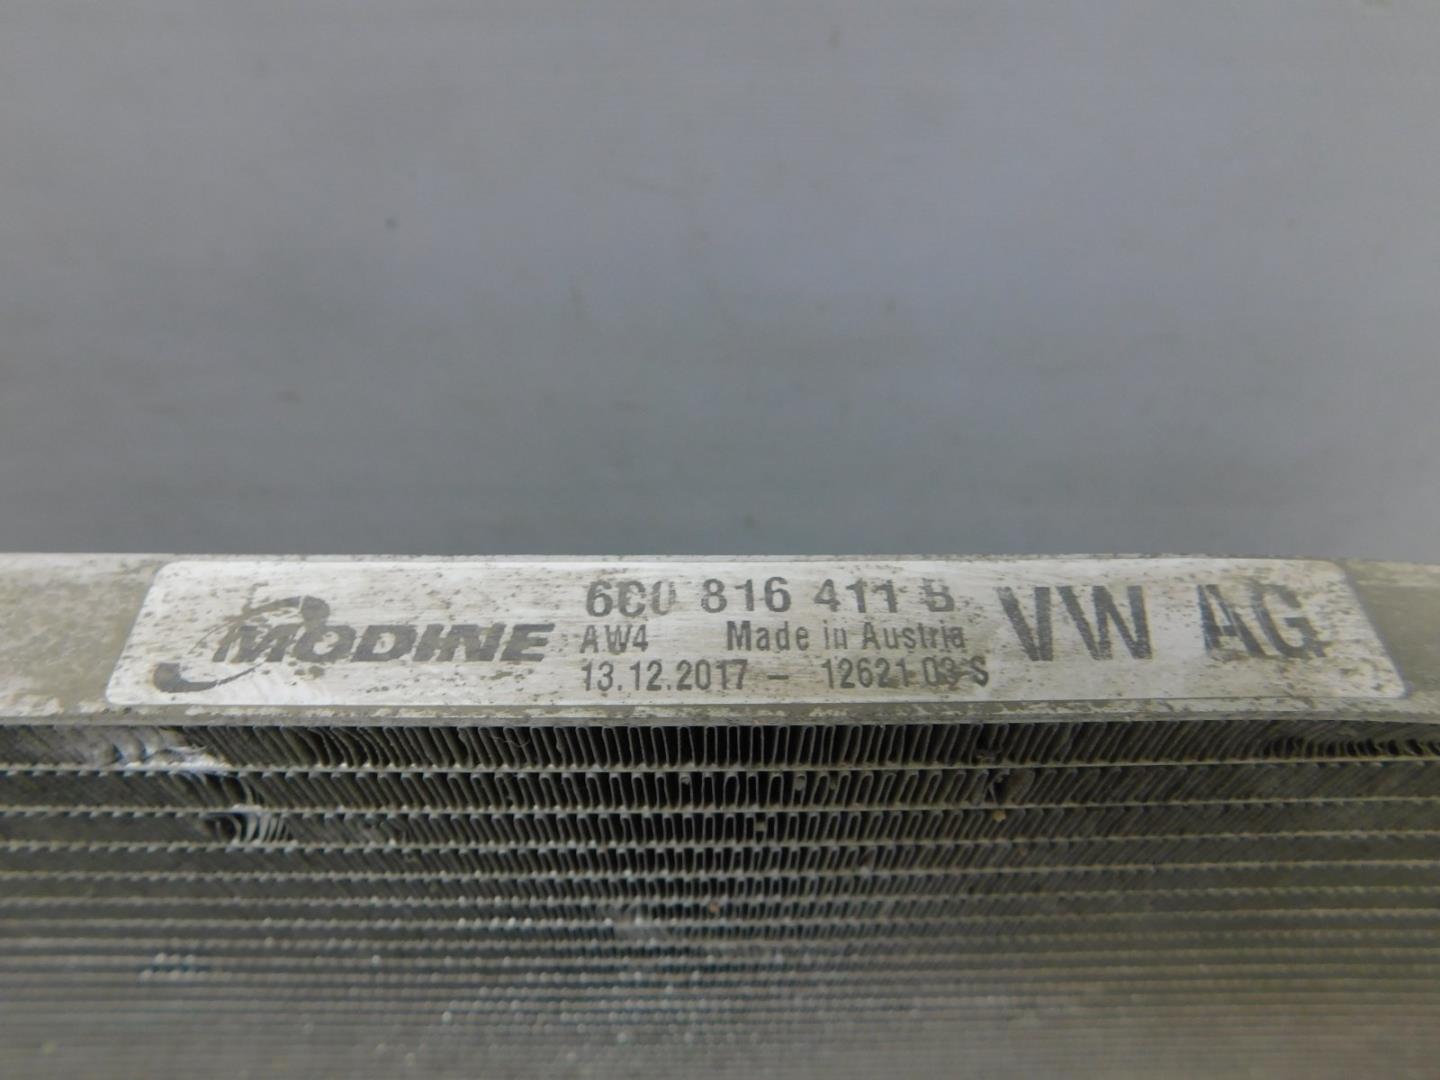 MODINE
6C0 816 411 B
AW4 Made in Austria
13.12.2017 - 12621 03-S
VW AG